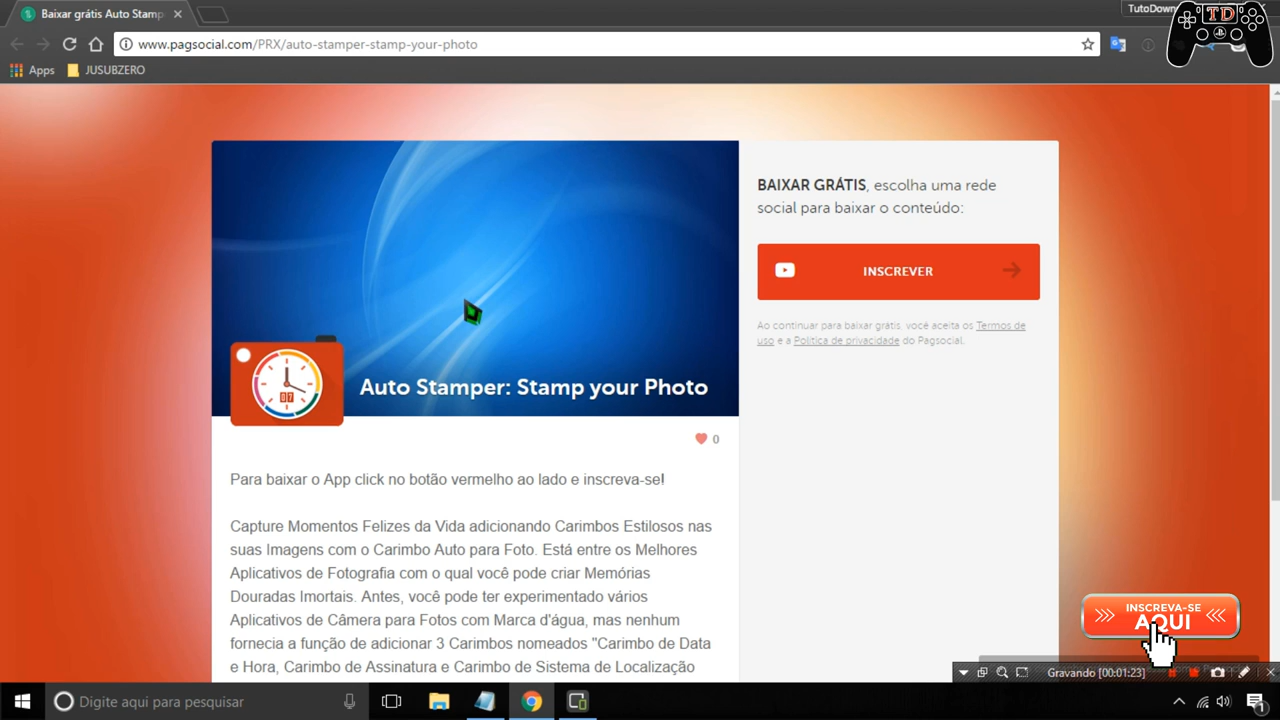 Baixar grátis Auto Stamp
TutoDown
TD
www.pagsocial.com/PRX/auto-stamper-stamp-your-photo
Apps
JUSUBZERO
BAIXAR GRÁTIS, escolha uma rede
social para baixar o conteúdo:
INSCREVER
Ao continuar para baixar grátis, você aceita os Termos de
uso e a Política de privacidade do Pagsocial.
07
Auto Stamper: Stamp your Photo
0
Para baixar o App click no botão vermelho ao lado e inscreva-se!
Capture Momentos Felizes da Vida adicionando Carimbos Estilosos nas
suas Imagens com o Carimbo Auto para Foto. Está entre os Melhores
Aplicativos de Fotografia com o qual você pode criar Memórias
Douradas Imortais. Antes, você pode ter experimentado vários
Aplicativos de Câmera para Fotos com Marca d'água, mas nenhum
fornecia a função de adicionar 3 Carimbos nomeados "Carimbo de Data
e Hora, Carimbo de Assinatura e Carimbo de Sistema de Localização
INSCREVA-SE
AQUI
Gravando [00:01:23]
Digite aqui para pesquisar
1